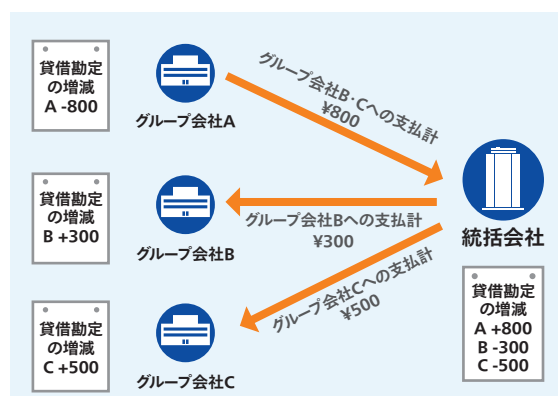 貸借勘定
の増減
A -800
グループ会社A
グループ会社B・Cへの支払計
¥800
貸借勘定
の増減
B +300
グループ会社B
グループ会社Bへの支払計
¥300
統括会社
貸借勘定
の増減
C +500
グループ会社C
グループ会社Cへの支払計
¥500
貸借勘定
の増減
A +800
B -300
C -500